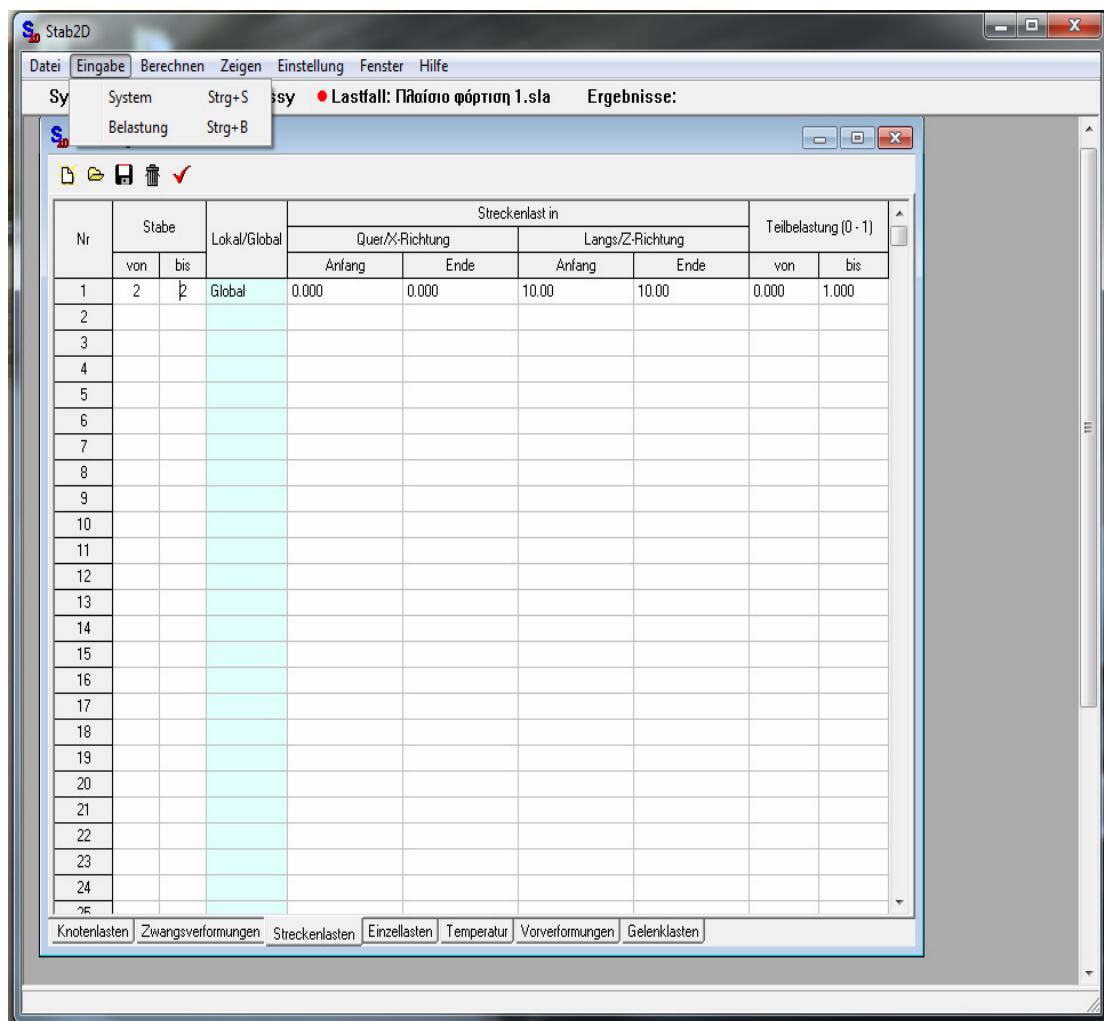 Stab2D
Datei Eingabe Berechnen Zeigen Einstellung Fenster Hilfe
Sy ssy Lastfall: Πλαίσιο φόρτιση 1.sla Ergebnisse:
System Strg+S
Belastung Strg+B
Nr Stabe Lokal/Global Streckenlast in Teilbelastung (0 - 1)
Quer/X-Richtung Langs/Z-Richtung
von bis Anfang Ende Anfang Ende von bis
1 2 2 Global 0.000 0.000 10.00 10.00 0.000 1.000
2
3
4
5
6
7
8
9
10
11
12
13
14
15
16
17
18
19
20
21
22
23
24
25
Knotenlasten Zwangsverformungen Streckenlasten Einzellasten Temperatur Vorverformungen Gelenklasten